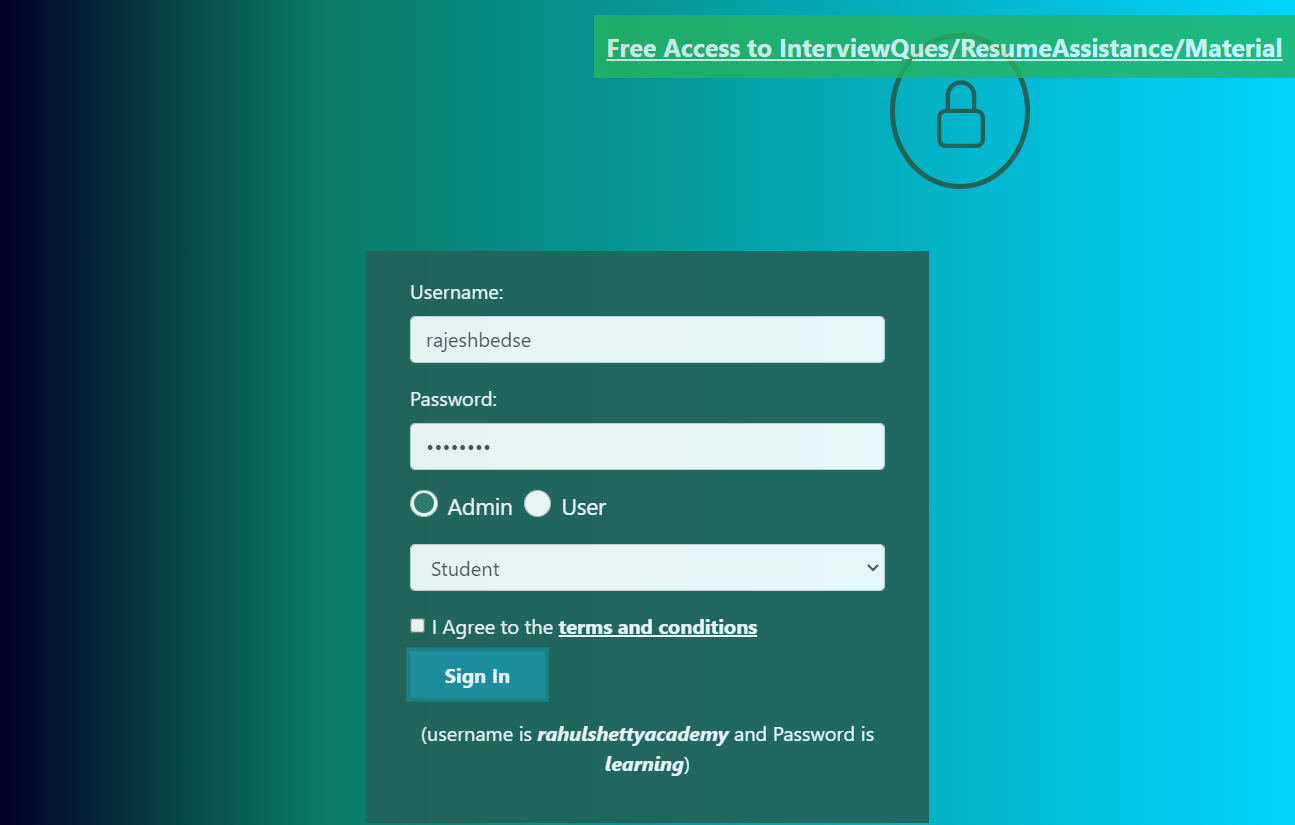 Free Access to InterviewQues/ResumeAssistance/Material
Username:
rajeshbedse
Password:
••••••••
Admin User
Student
I Agree to the terms and conditions
Sign In
(username is rahulshettyacademy and Password is
learning)